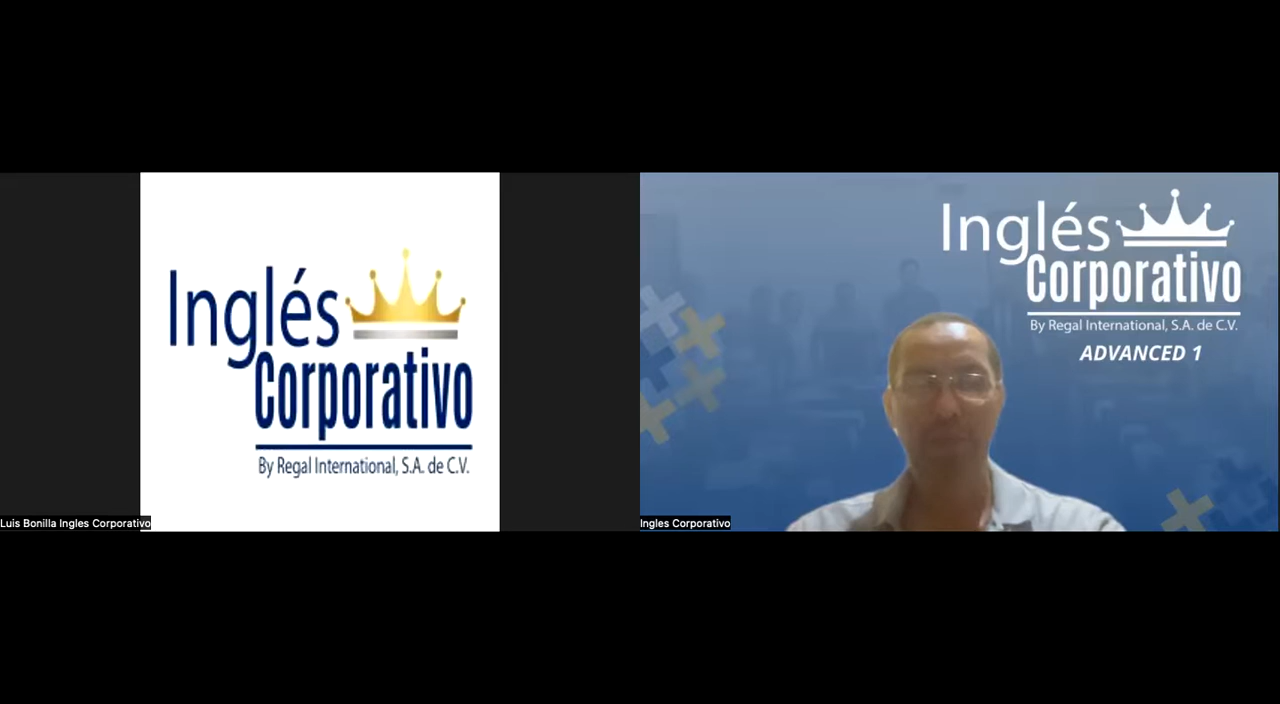 Inglés
Corporativo
By Regal International, S.A. de C.V.
Luis Bonilla Ingles Corporativo
Inglés
Corporativo
By Regal International, S.A. de C.V.
ADVANCED 1
Ingles Corporativo